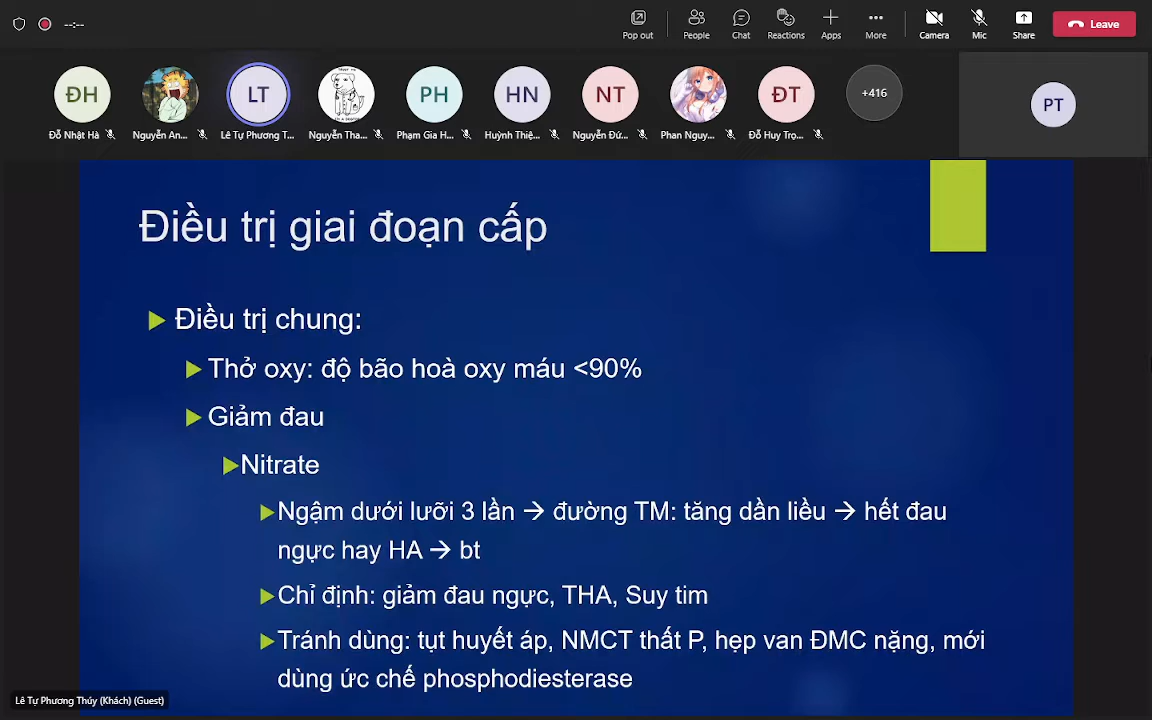 --:--
Pop out
People
Chat
Reactions
Apps
More
Camera
Mic
Share
Leave
ĐH
LT
PH
HN
NT
ĐT
+416
PT
Đỗ Nhật Hà
Nguyễn An...
Lê Tự Phương T...
Nguyễn Tha...
Phạm Gia H...
Huỳnh Thiệ...
Nguyễn Đứ...
Phan Nguy...
Đỗ Huy Trọ...
Điều trị giai đoạn cấp
Điều trị chung:
Thở oxy: độ bão hoà oxy máu <90%
Giảm đau
Nitrate
Ngậm dưới lưỡi 3 lần → đường TM: tăng dần liều → hết đau
ngực hay HA → bt
Chỉ định: giảm đau ngực, THA, Suy tim
Tránh dùng: tụt huyết áp, NMCT thất P, hẹp van ĐMC nặng, mới
dùng ức chế phosphodiesterase
Lê Tự Phương Thúy (Khách) (Guest)